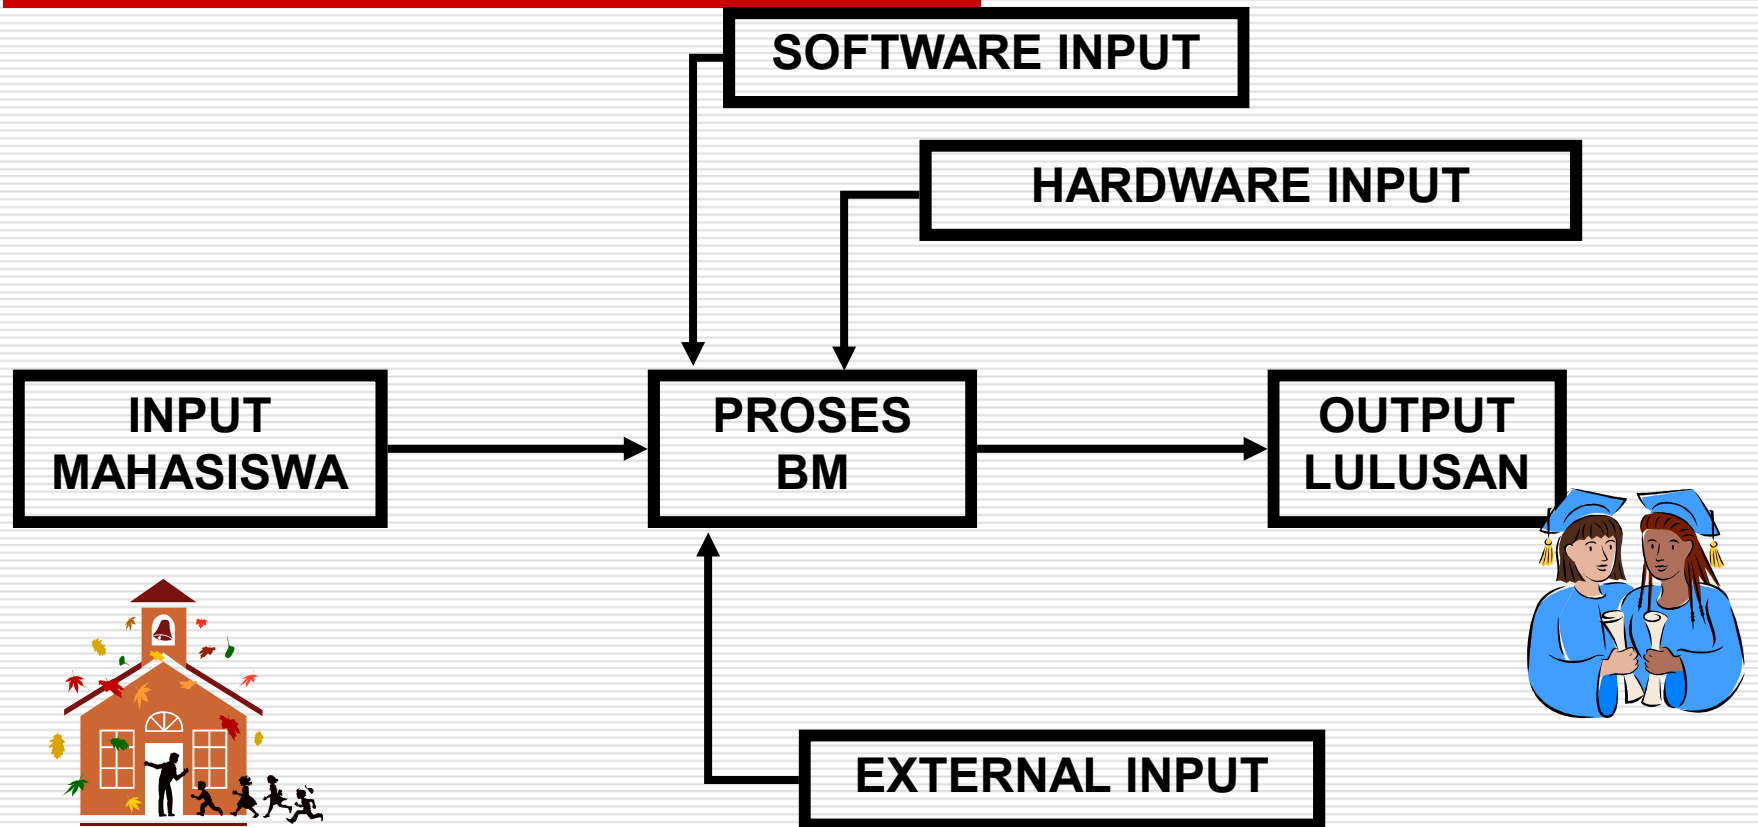 SOFTWARE INPUT
HARDWARE INPUT
INPUT
MAHASISWA
PROSES
BM
OUTPUT
LULUSAN
EXTERNAL INPUT